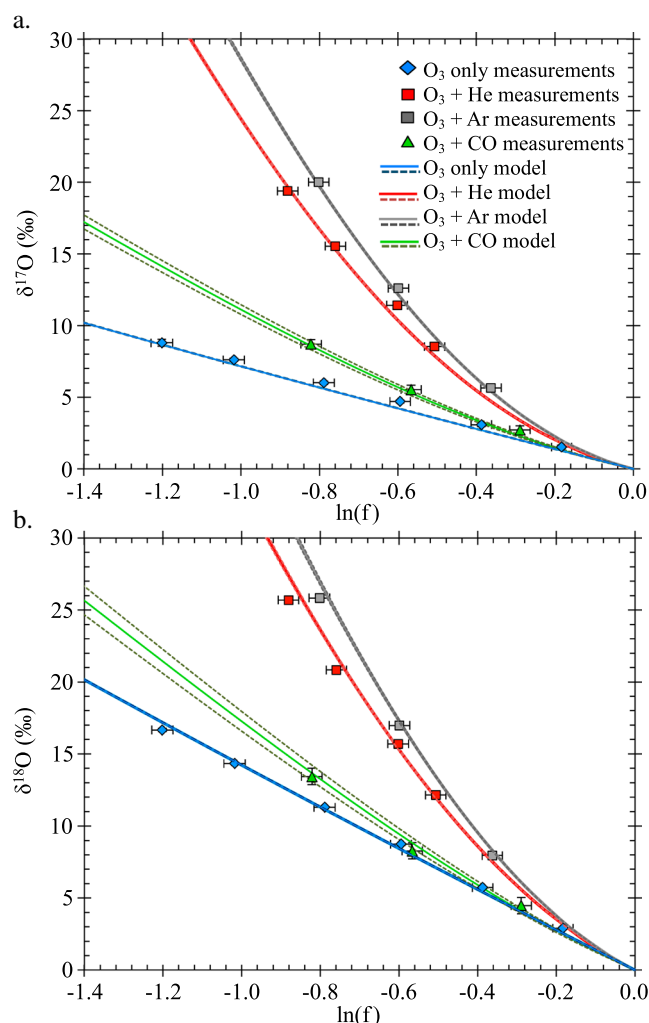 a.
30
25
20
15
10
5
0
δ¹⁷O (‰)
O₃ only measurements
O₃ + He measurements
O₃ + Ar measurements
O₃ + CO measurements
O₃ only model
O₃ + He model
O₃ + Ar model
O₃ + CO model
-1.4 -1.2 -1.0 -0.8 -0.6 -0.4 -0.2 0.0
ln(f)
b.
30
25
20
15
10
5
0
δ¹⁸O (‰)
-1.4 -1.2 -1.0 -0.8 -0.6 -0.4 -0.2 0.0
ln(f)